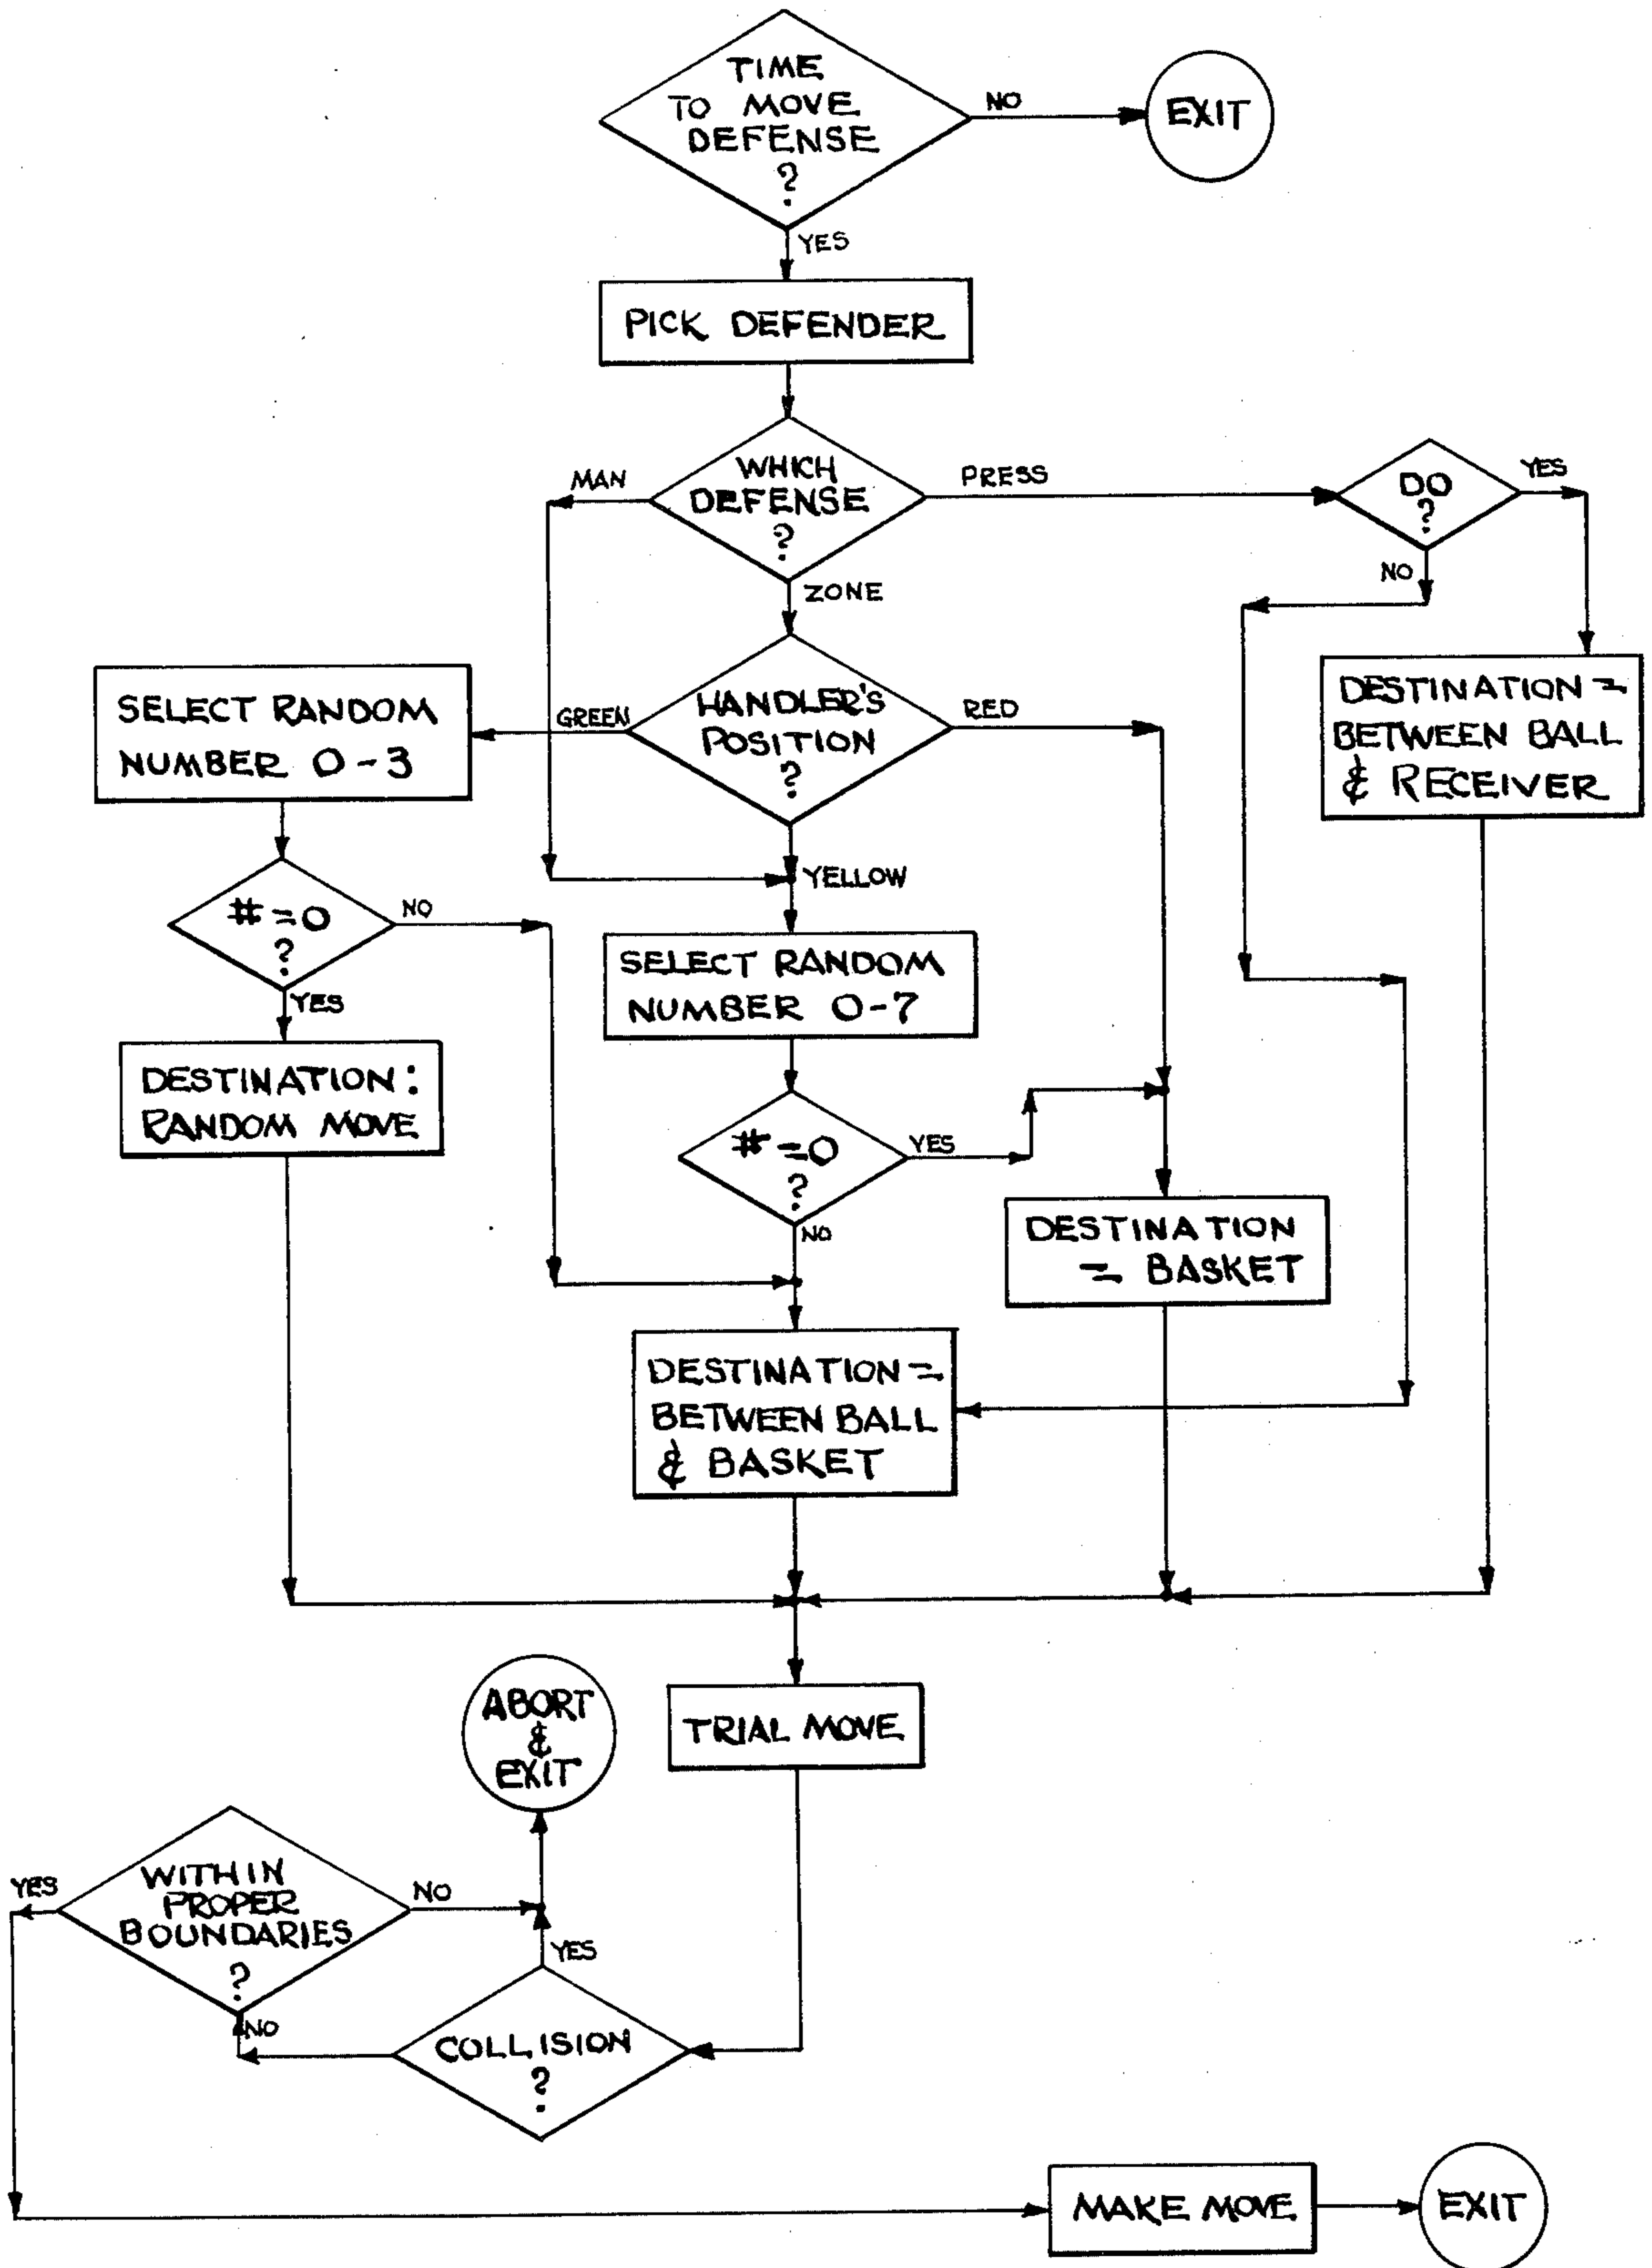 TIME
TO MOVE
DEFENSE
?
NO
EXIT
YES
PICK DEFENDER
MAN
WHICH
DEFENSE
?
PRESS
DO
?
YES
NO
ZONE
SELECT RANDOM
NUMBER 0-3
GREEN
HANDLER'S
POSITION
?
RED
DESTINATION =
BETWEEN BALL
& RECEIVER
YELLOW
# = 0
?
NO
YES
SELECT RANDOM
NUMBER 0-7
DESTINATION:
RANDOM MOVE
# = 0
?
YES
NO
DESTINATION
= BASKET
DESTINATION =
BETWEEN BALL
& BASKET
ABORT
&
EXIT
TRIAL MOVE
YES
WITHIN
PROPER
BOUNDARIES
?
NO
YES
NO
COLLISION
?
MAKE MOVE
EXIT